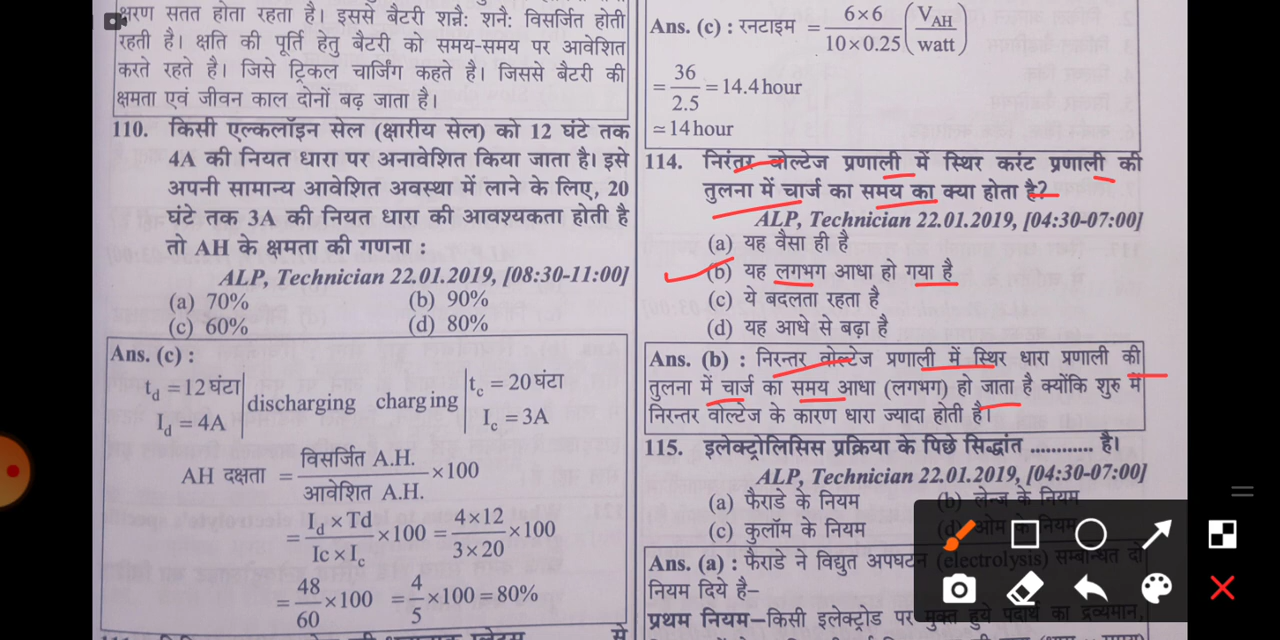 क्षरण सतत होता रहता है। इससे बैटरी शनै: शनै: विसर्जित होती
रहती है। क्षति की पूर्ति हेतु बैटरी को समय-समय पर आवेशित
करते रहते है। जिसे ट्रिकल चार्जिंग कहते है। जिससे बैटरी की
क्षमता एवं जीवन काल दोनों बढ़ जाता है।
110. किसी एल्कलॉइन सेल (क्षारीय सेल) को 12 घंटे तक
4A की नियत धारा पर अनावेशित किया जाता है। इसे
अपनी सामान्य आवेशित अवस्था में लाने के लिए, 20
घंटे तक 3A की नियत धारा की आवश्यकता होती है
तो AH के क्षमता की गणना :
ALP, Technician 22.01.2019, [08:30-11:00]
(a) 70% (b) 90%
(c) 60% (d) 80%
Ans. (c) :
t_d = 12 घंटा | discharging charging | t_c = 20 घंटा
I_d = 4A I_c = 3A
AH दक्षता = विसर्जित A.H. / आवेशित A.H. × 100
= I_d × Td / Ic × I_c × 100 = 4×12 / 3×20 × 100
= 48/60 × 100 = 4/5 × 100 = 80%
Ans. (c) : रनटाइम = 6×6 / 10×0.25 (V_AH / watt)
= 36 / 2.5 = 14.4 hour
≃ 14 hour
114. निरंतर वोल्टेज प्रणाली में स्थिर करंट प्रणाली की
तुलना में चार्ज का समय का क्या होता है?
ALP, Technician 22.01.2019, [04:30-07:00]
(a) यह वैसा ही है
(b) यह लगभग आधा हो गया है
(c) ये बदलता रहता है
(d) यह आधे से बढ़ा है
Ans. (b) : निरन्तर वोल्टेज प्रणाली में स्थिर धारा प्रणाली की
तुलना में चार्ज का समय आधा (लगभग) हो जाता है क्योंकि शुरु में
निरन्तर वोल्टेज के कारण धारा ज्यादा होती है।
115. इलेक्ट्रोलिसिस प्रक्रिया के पिछे सिद्धांत .................. है।
ALP, Technician 22.01.2019, [04:30-07:00]
(a) फैराडे के नियम (b) लेन्ज के नियम
(c) कुलॉम के नियम (d) ओम के नियम
Ans. (a) : फैराडे ने विद्युत अपघटन (electrolysis) सम्बन्धित दो
नियम दिये है–
प्रथम नियम–किसी इलेक्ट्रोड पर मुक्त हुये पदार्थ का द्रव्यमान,